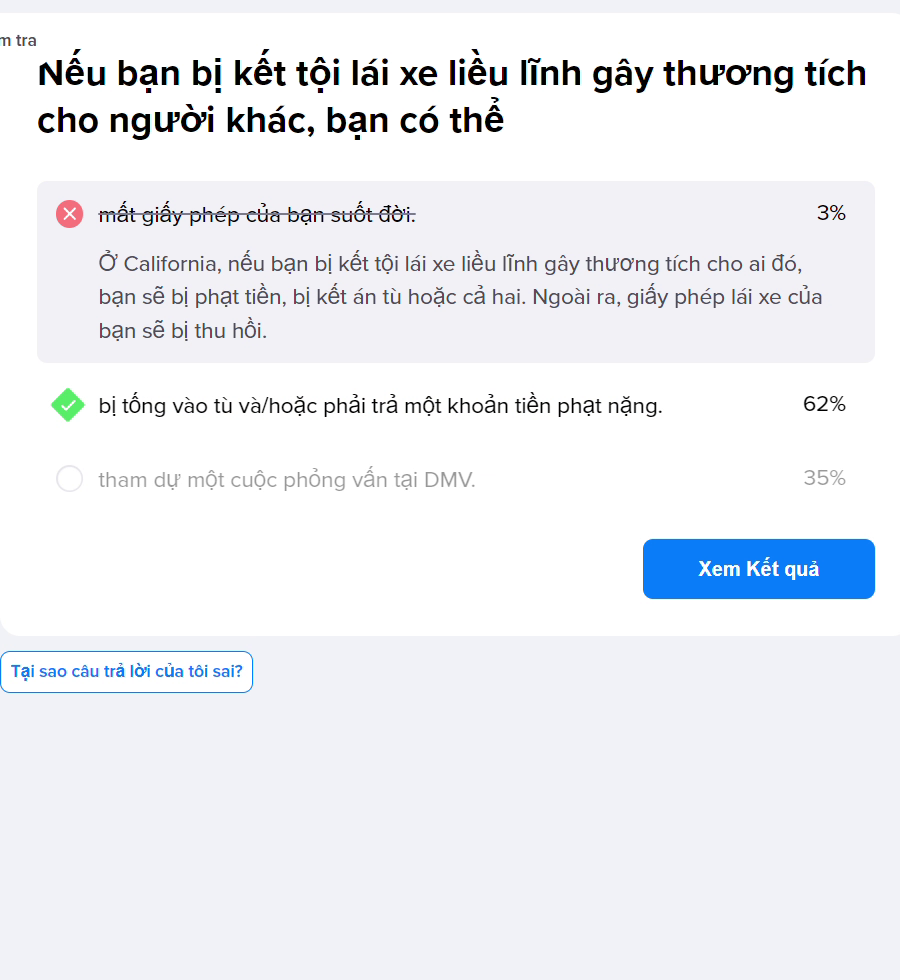 m tra
Nếu bạn bị kết tội lái xe liều lĩnh gây thương tích
cho người khác, bạn có thể
mất giấy phép của bạn suốt đời. 3%
Ở California, nếu bạn bị kết tội lái xe liều lĩnh gây thương tích cho ai đó,
bạn sẽ bị phạt tiền, bị kết án tù hoặc cả hai. Ngoài ra, giấy phép lái xe của
bạn sẽ bị thu hồi.
bị tống vào tù và/hoặc phải trả một khoản tiền phạt nặng. 62%
tham dự một cuộc phỏng vấn tại DMV. 35%
Xem Kết quả
Tại sao câu trả lời của tôi sai?